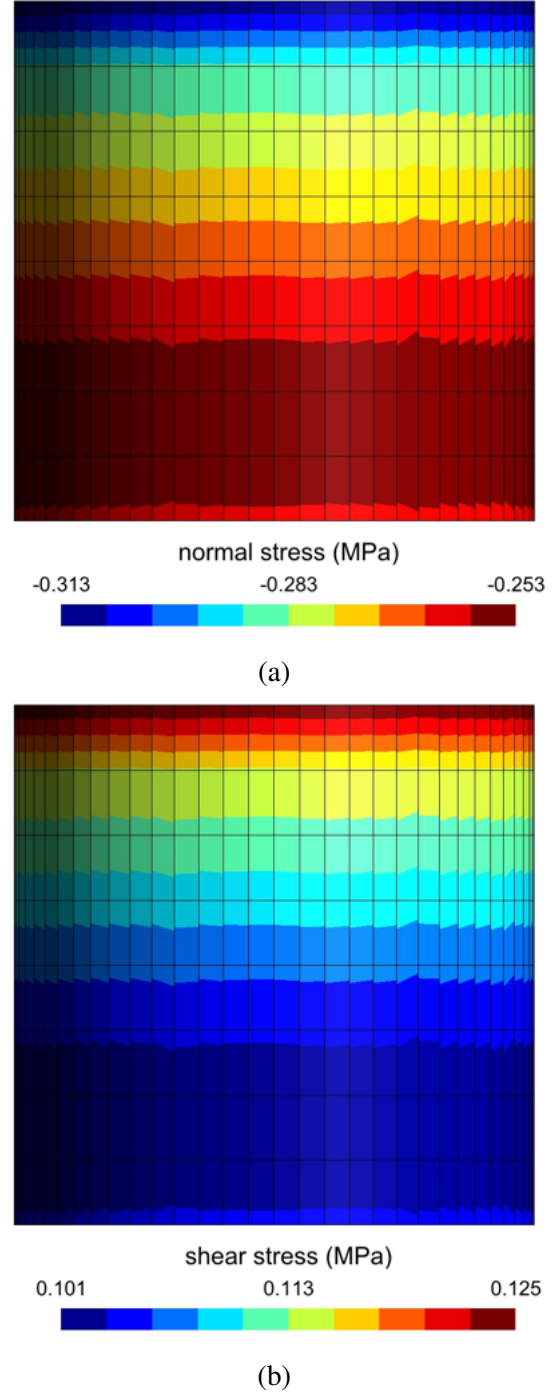 normal stress (MPa)
-0.313 -0.283 -0.253
(a)
shear stress (MPa)
0.101 0.113 0.125
(b)